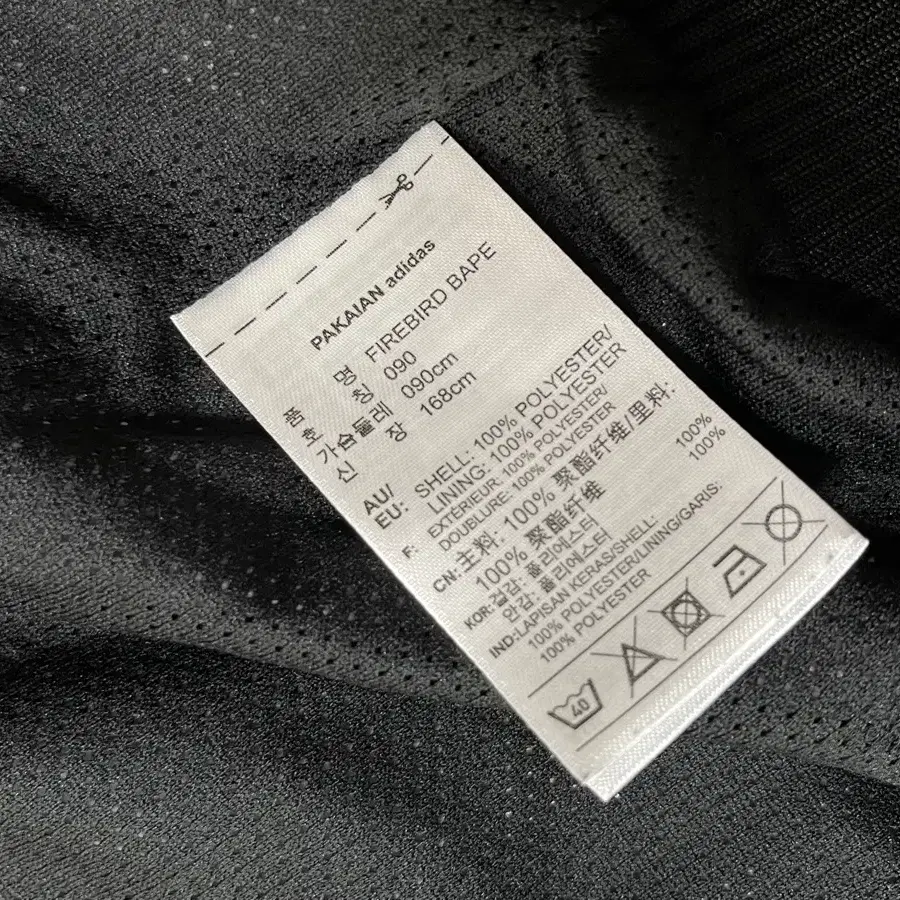 PAKAIAN adidas
품 명 FIREBIRD BAPE
호 칭 090
가슴둘레 090cm
신 장 168cm
AU/ EU: SHELL: 100% POLYESTER/
LINING: 100% POLYESTER
F: EXTÉRIEUR: 100% POLYESTER/
DOUBLURE: 100% POLYESTER
CN: 主料: 100% 聚酯纤维/里料:
100% 聚酯纤维
KOR: 겉감: 폴리에스터 100%
안감: 폴리에스터 100%
IND: LAPISAN KERAS/SHELL:
100% POLYESTER/LINING/GARIS:
100% POLYESTER
40